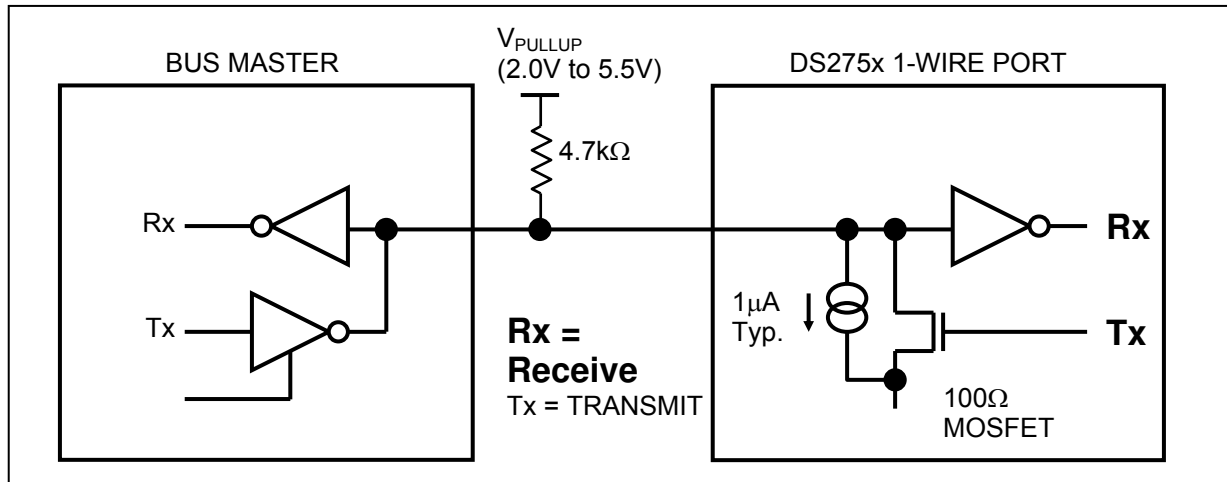 BUS MASTER
V_PULLUP
(2.0V to 5.5V)
DS275x 1-WIRE PORT
4.7kΩ
Rx
Tx
Rx =
Receive
Tx = TRANSMIT
1μA
Typ.
Rx
Tx
100Ω
MOSFET